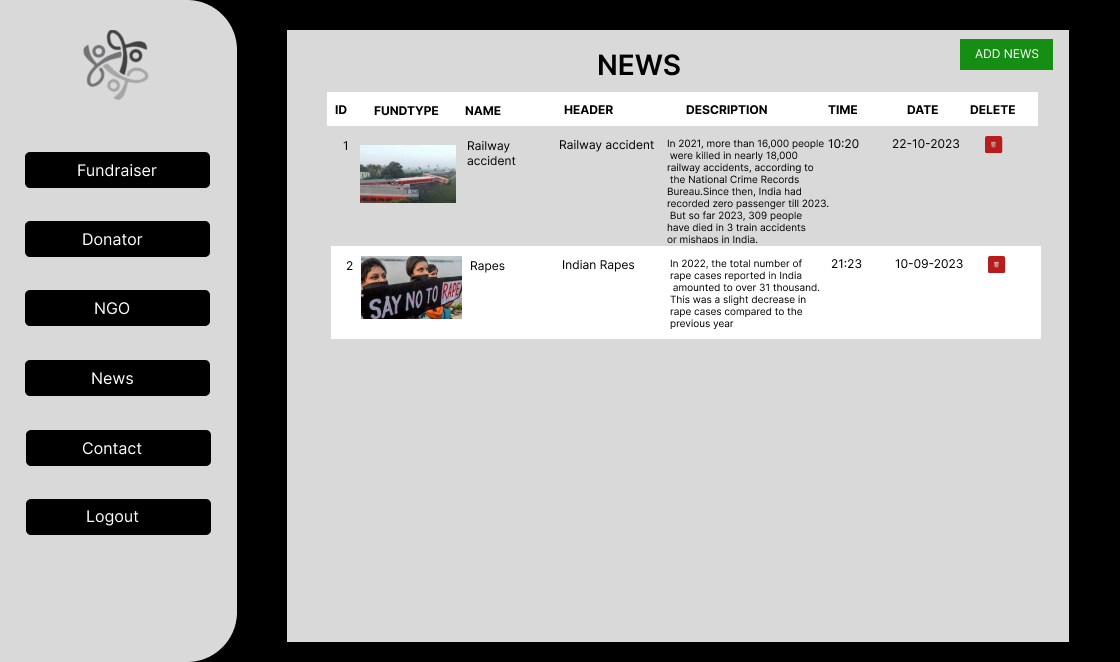 NEWS
ADD NEWS
ID FUNDTYPE NAME HEADER DESCRIPTION TIME DATE DELETE
1
Railway
accident
Railway accident
In 2021, more than 16,000 people
were killed in nearly 18,000
railway accidents, according to
the National Crime Records
Bureau.Since then, India had
recorded zero passenger till 2023.
But so far 2023, 309 people
have died in 3 train accidents
or mishaps in India.
10:20
22-10-2023
2
SAY NO TO RAPE
Rapes
Indian Rapes
In 2022, the total number of
rape cases reported in India
amounted to over 31 thousand.
This was a slight decrease in
rape cases compared to the
previous year
21:23
10-09-2023
Fundraiser
Donator
NGO
News
Contact
Logout